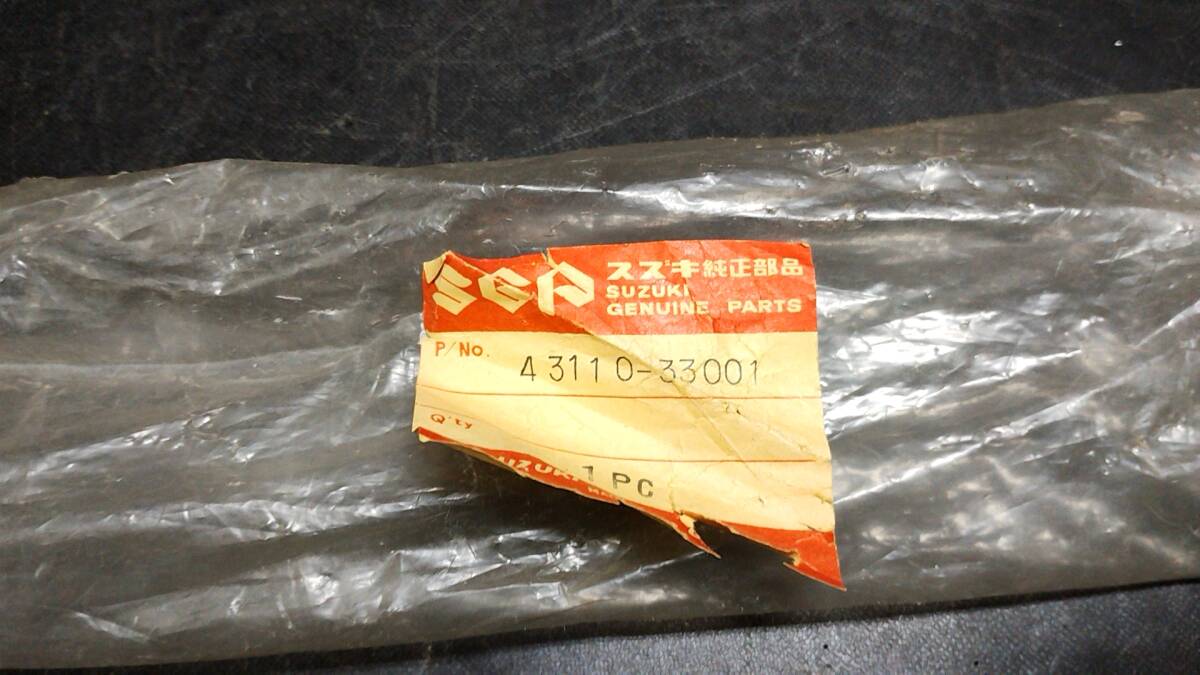 SGP スズキ純正部品
SUZUKI
GENUINE PARTS
P/No.
43110-33001
Q'ty
1 PC